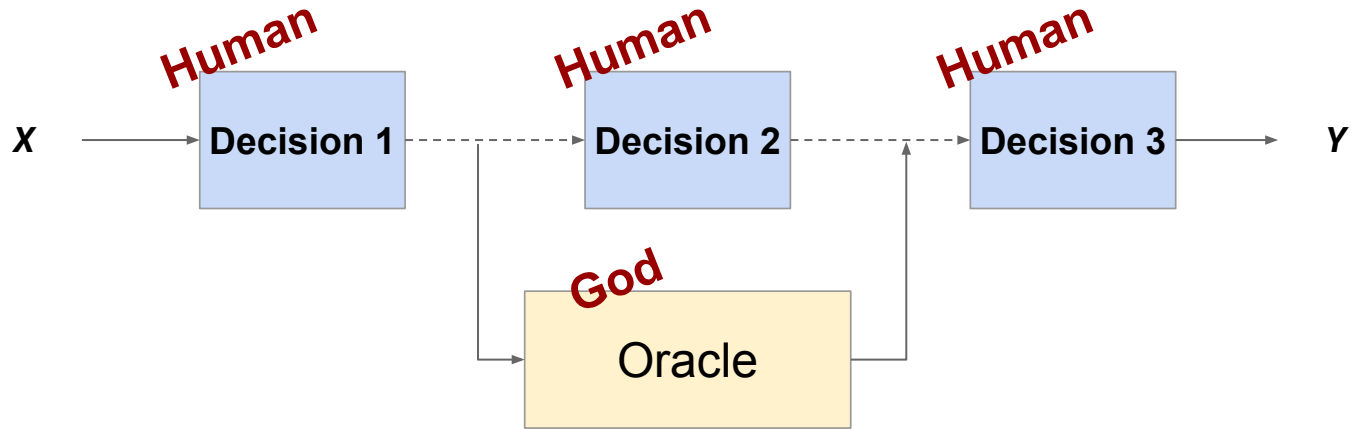 Human
Human
Human
X
Decision 1
Decision 2
Decision 3
Y
God
Oracle